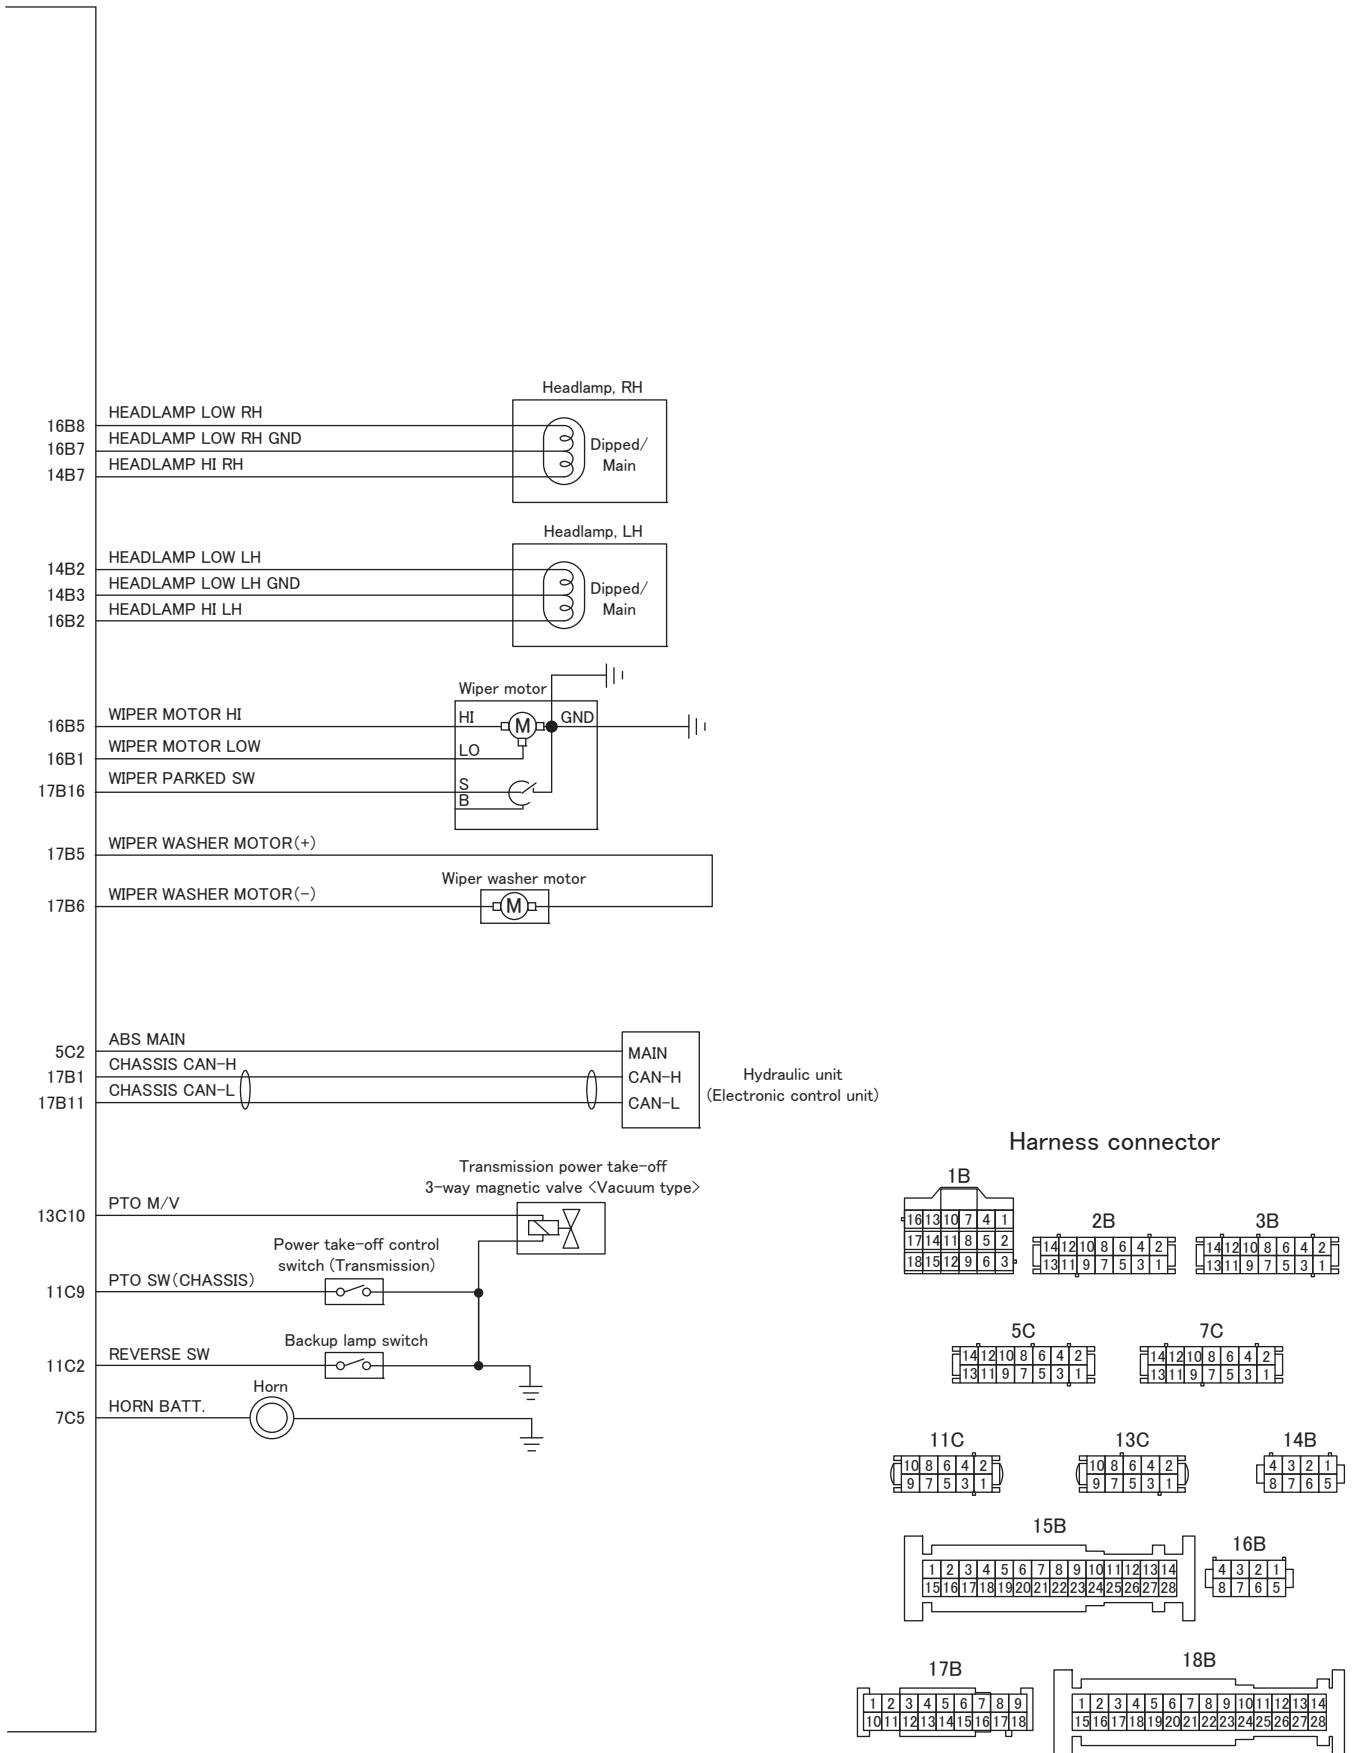 Headlamp, RH
HEADLAMP LOW RH
16B8
HEADLAMP LOW RH GND
16B7
HEADLAMP HI RH
14B7
Dipped/
Main
Headlamp, LH
HEADLAMP LOW LH
14B2
HEADLAMP LOW LH GND
14B3
HEADLAMP HI LH
16B2
Dipped/
Main
Wiper motor
WIPER MOTOR HI
16B5
HI
M
GND
WIPER MOTOR LOW
16B1
LO
WIPER PARKED SW
17B16
S
B
WIPER WASHER MOTOR(+)
17B5
Wiper washer motor
WIPER WASHER MOTOR(-)
17B6
M
ABS MAIN
5C2
MAIN
CHASSIS CAN-H
17B1
CAN-H
CHASSIS CAN-L
17B11
CAN-L
Hydraulic unit
(Electronic control unit)
Transmission power take-off
3-way magnetic valve <Vacuum type>
PTO M/V
13C10
Power take-off control
switch (Transmission)
PTO SW(CHASSIS)
11C9
Backup lamp switch
REVERSE SW
11C2
Horn
HORN BATT.
7C5
Harness connector
1B
16 13 10 7 4 1
17 14 11 8 5 2
18 15 12 9 6 3
2B
14 12 10 8 6 4 2
13 11 9 7 5 3 1
3B
14 12 10 8 6 4 2
13 11 9 7 5 3 1
5C
14 12 10 8 6 4 2
13 11 9 7 5 3 1
7C
14 12 10 8 6 4 2
13 11 9 7 5 3 1
11C
10 8 6 4 2
9 7 5 3 1
13C
10 8 6 4 2
9 7 5 3 1
14B
4 3 2 1
8 7 6 5
15B
1 2 3 4 5 6 7 8 9 10 11 12 13 14
15 16 17 18 19 20 21 22 23 24 25 26 27 28
16B
4 3 2 1
8 7 6 5
17B
1 2 3 4 5 6 7 8 9
10 11 12 13 14 15 16 17 18
18B
1 2 3 4 5 6 7 8 9 10 11 12 13 14
15 16 17 18 19 20 21 22 23 24 25 26 27 28